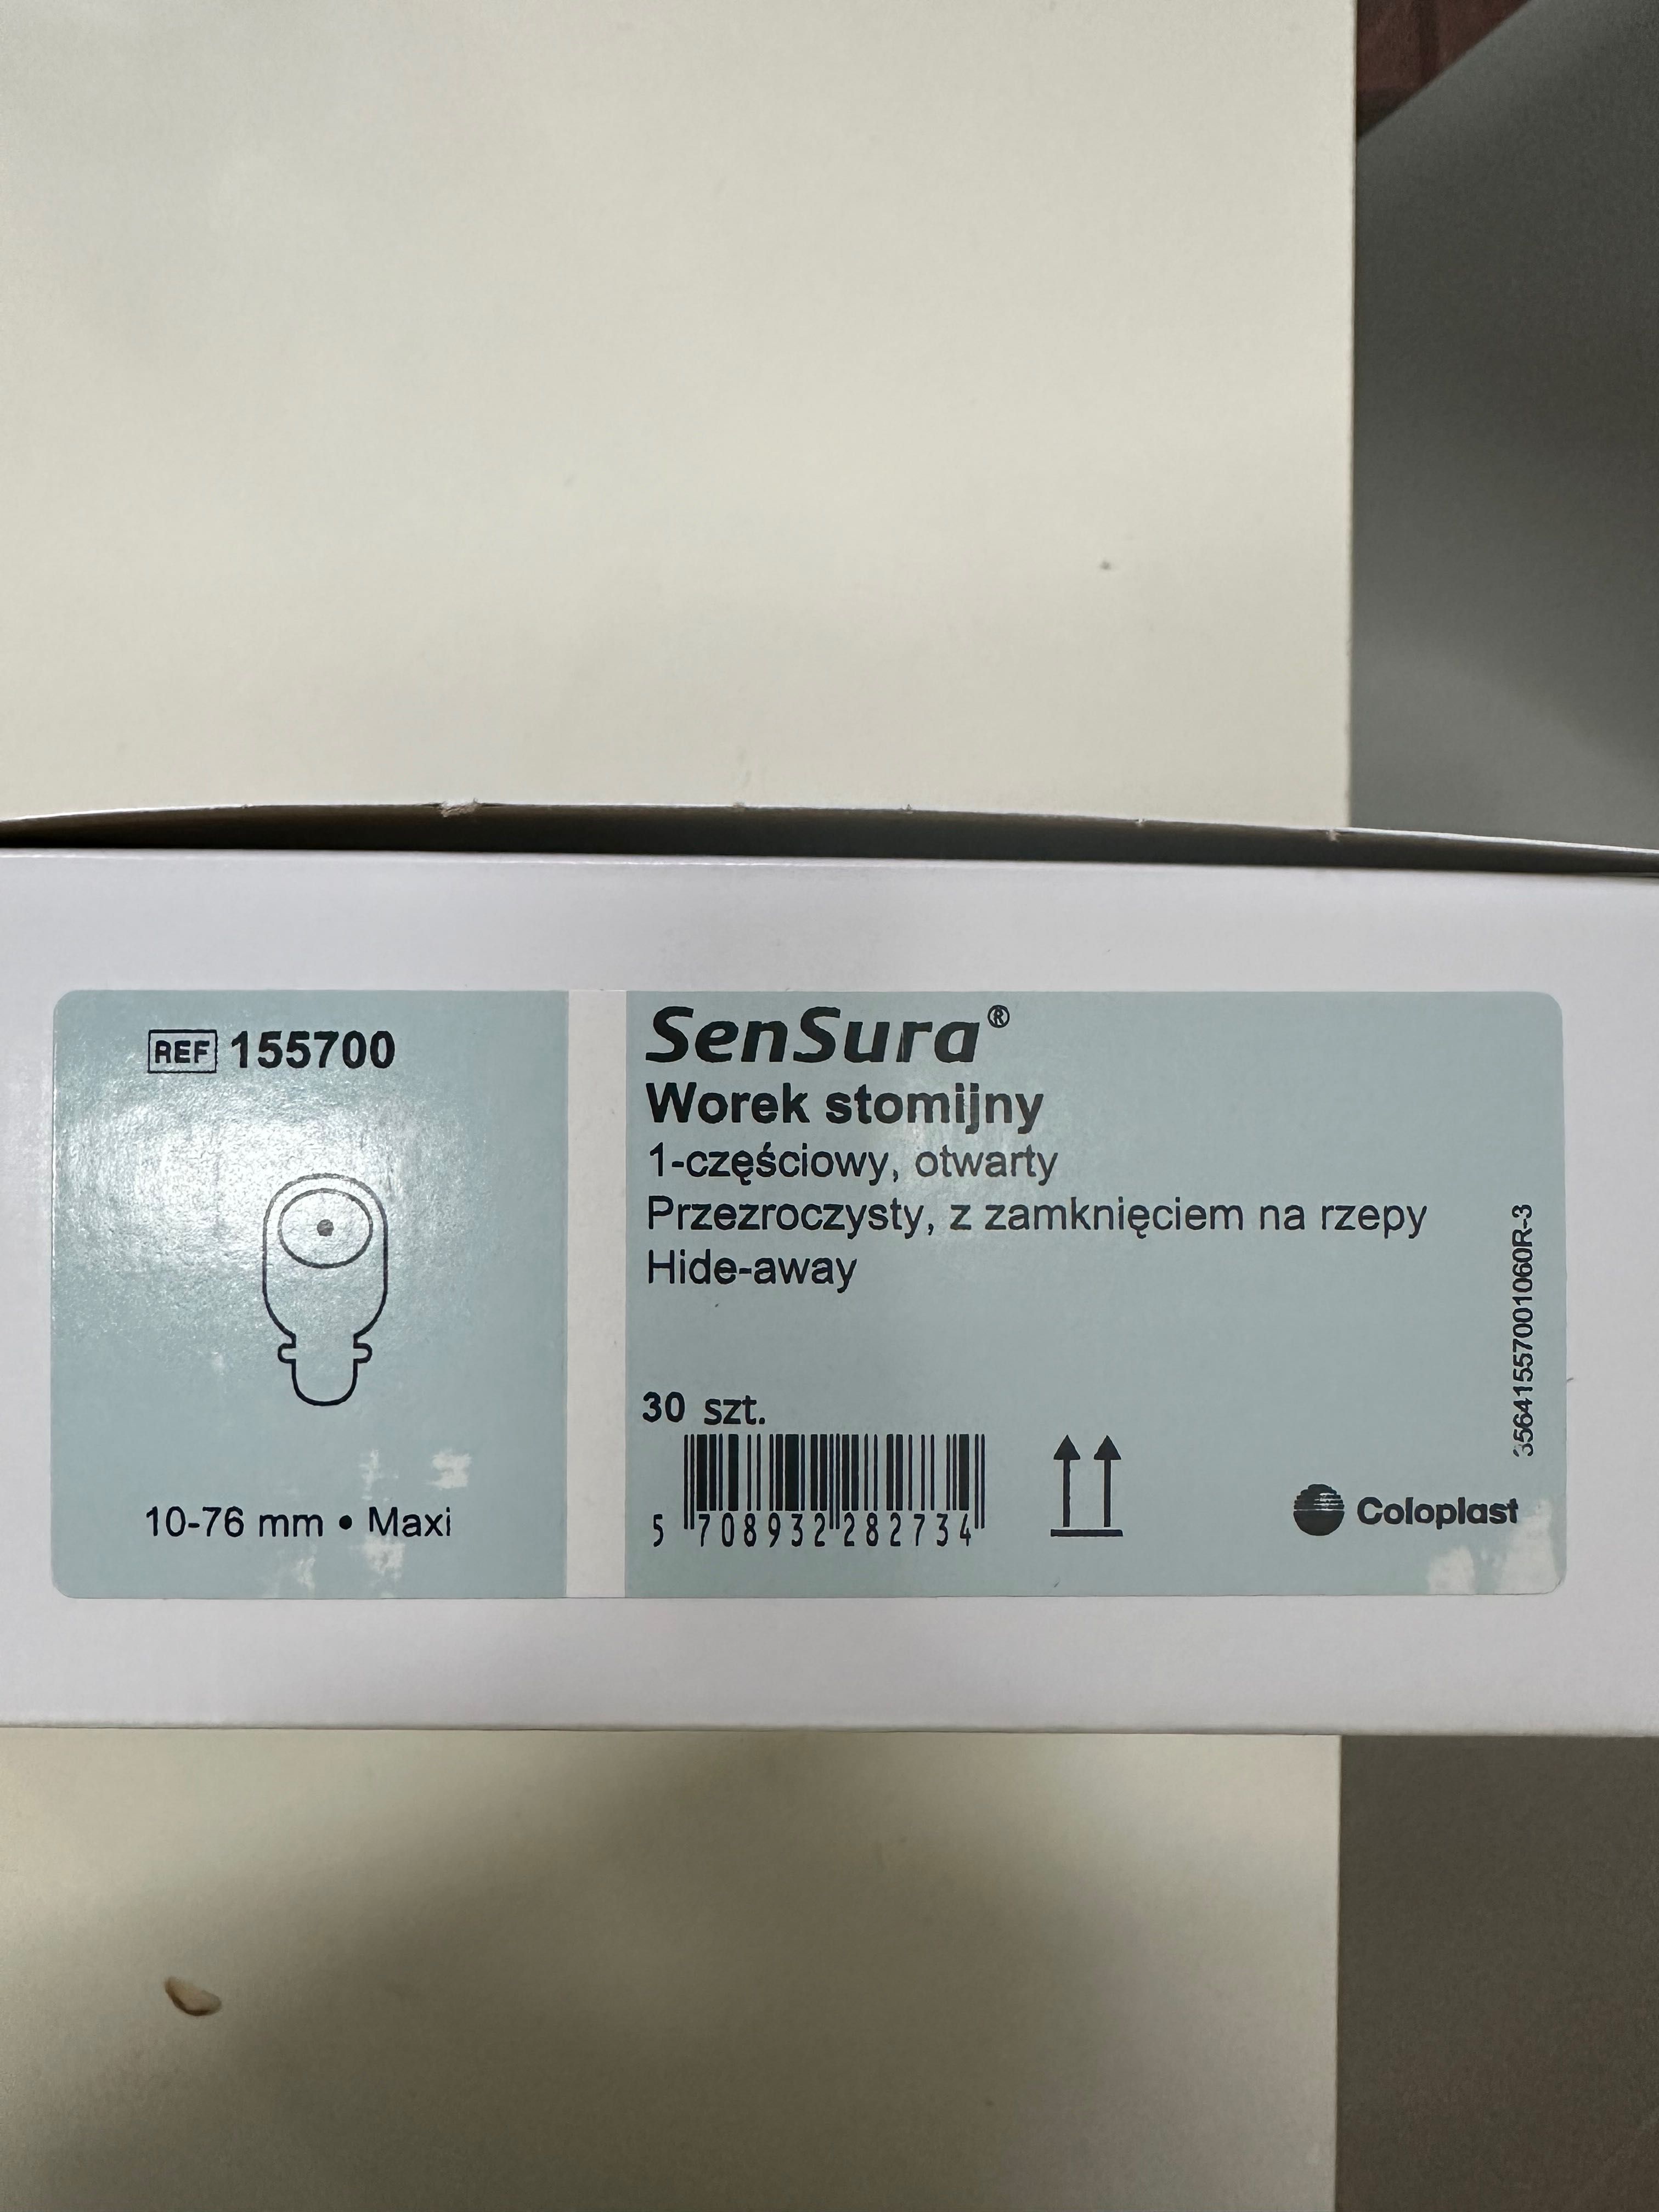 REF 155700
10-76 mm • Maxi
SenSura®
Worek stomijny
1-częściowy, otwarty
Przezroczysty, z zamknięciem na rzepy
Hide-away
30 szt.
5 708932 282734
Coloplast
35641557001060R-3